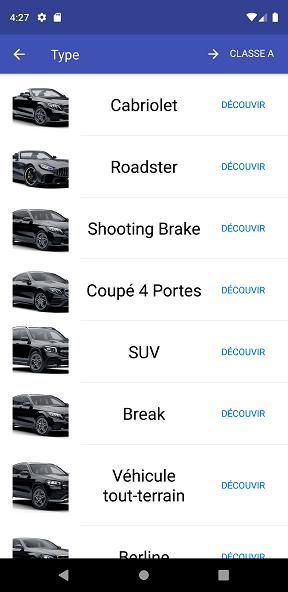 4:27
Type
CLASSE A
Cabriolet
DÉCOUVIR
Roadster
DÉCOUVIR
Shooting Brake
DÉCOUVIR
Coupé 4 Portes
DÉCOUVIR
SUV
DÉCOUVIR
Break
DÉCOUVIR
Véhicule
tout-terrain
DÉCOUVIR
Berline
DÉCOUVIR